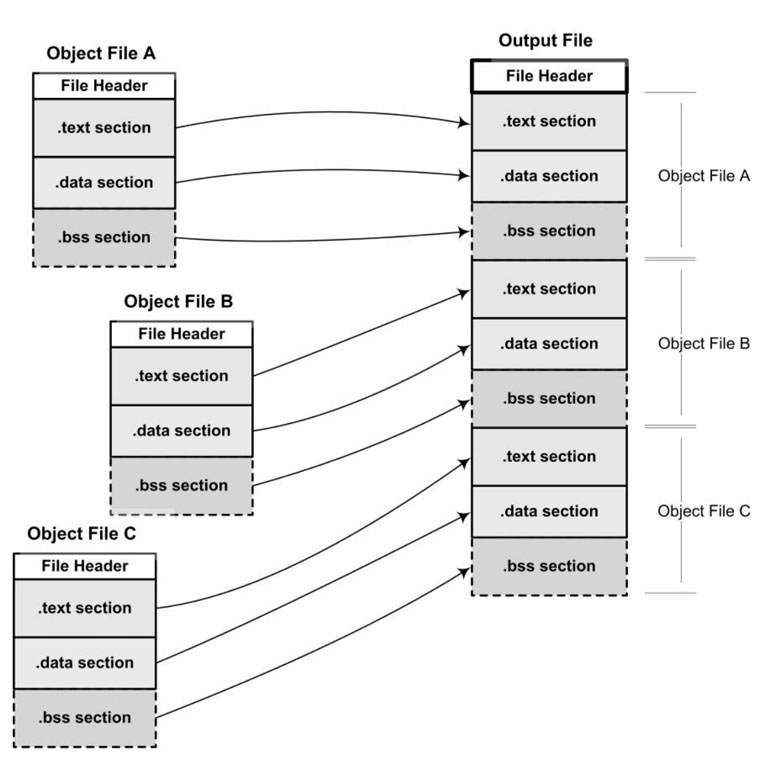 Object File A
File Header
.text section
.data section
.bss section
Object File B
File Header
.text section
.data section
.bss section
Object File C
File Header
.text section
.data section
.bss section
Output File
File Header
.text section
.data section
.bss section
.text section
.data section
.bss section
.text section
.data section
.bss section
Object File A
Object File B
Object File C